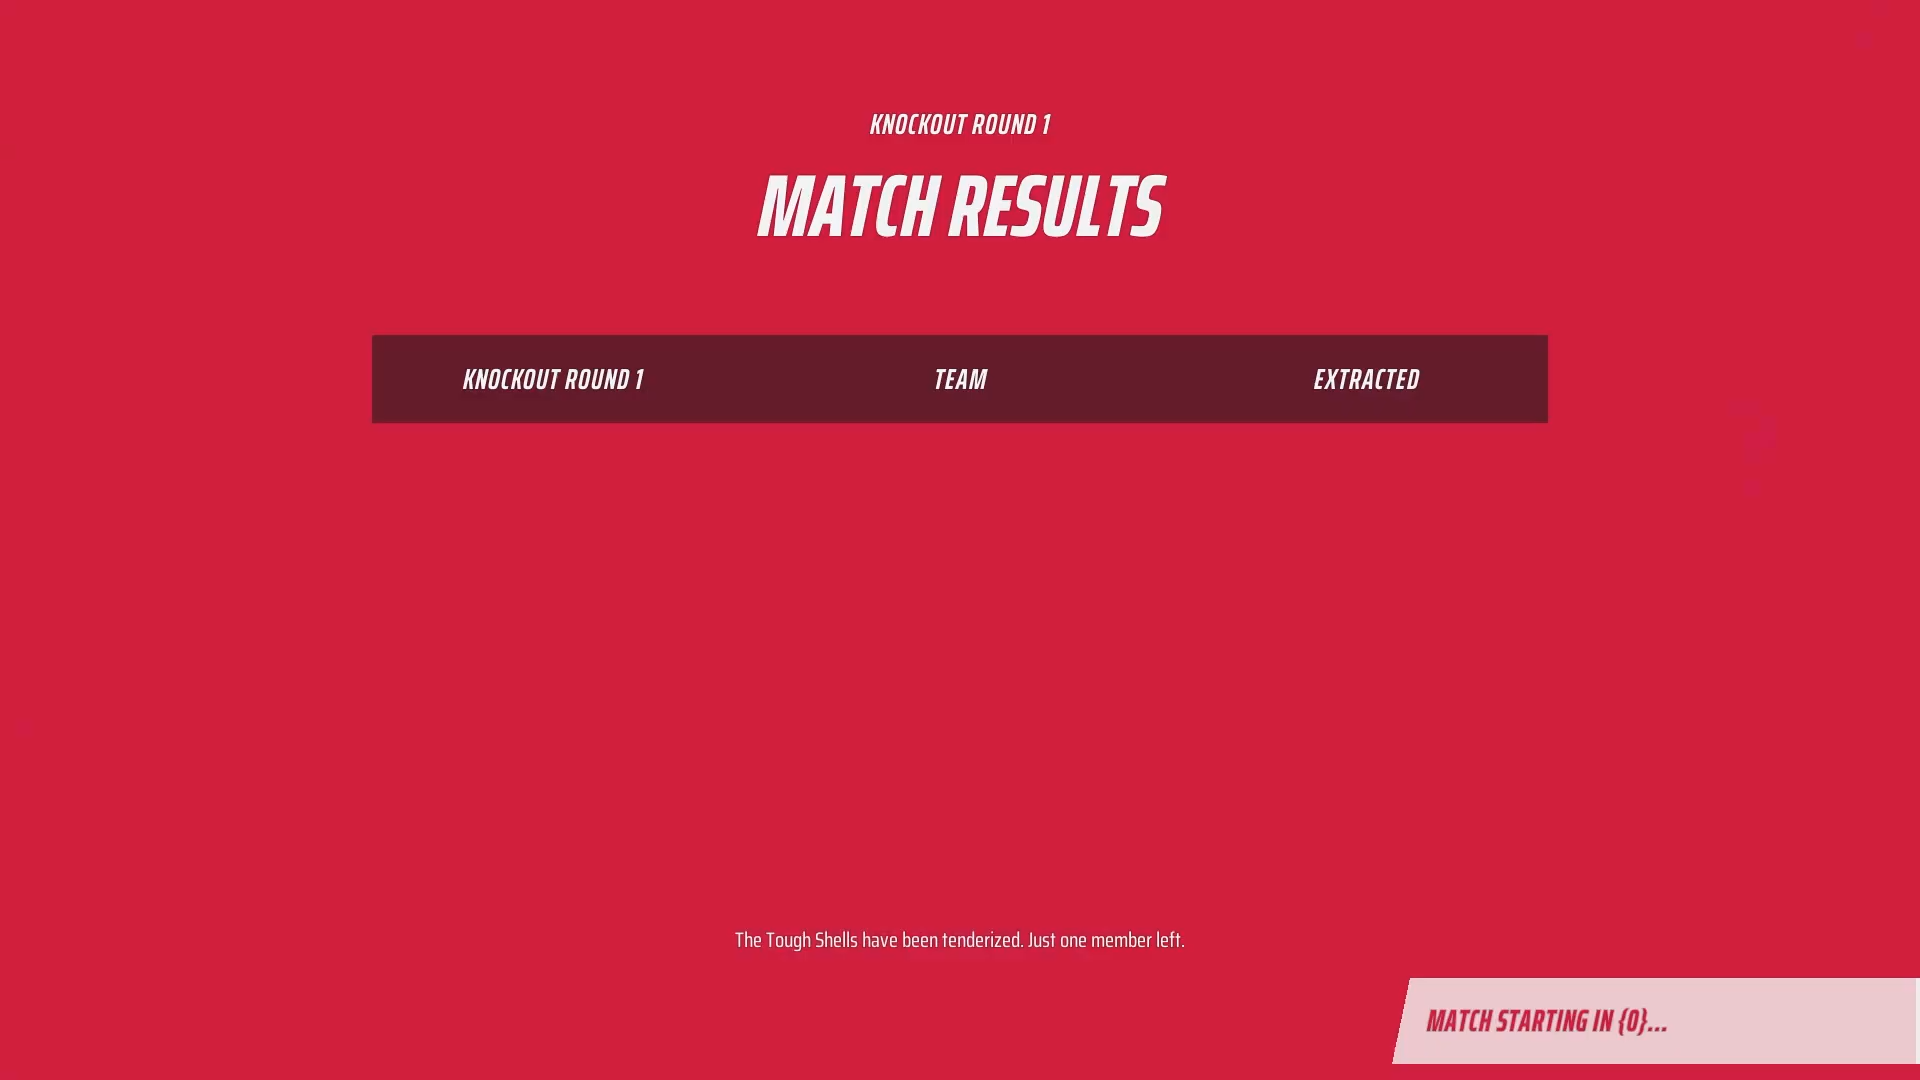 KNOCKOUT ROUND 1
MATCH RESULTS
KNOCKOUT ROUND 1 TEAM EXTRACTED
The Tough Shells have been tenderized. Just one member left.
MATCH STARTING IN {0}...